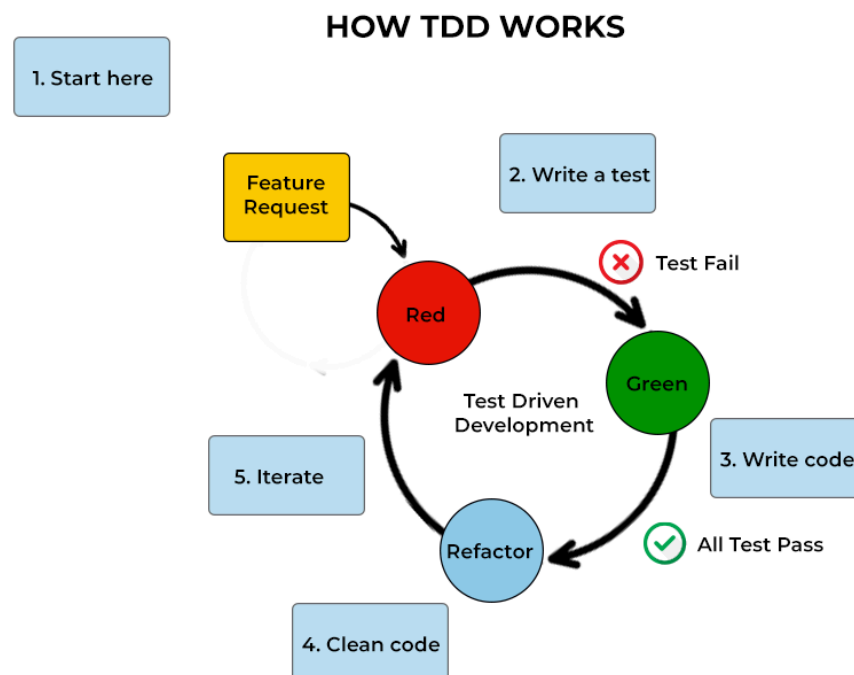 HOW TDD WORKS
1. Start here
Feature
Request
2. Write a test
Test Fail
Red
Green
Test Driven
Development
3. Write code
5. Iterate
All Test Pass
Refactor
4. Clean code